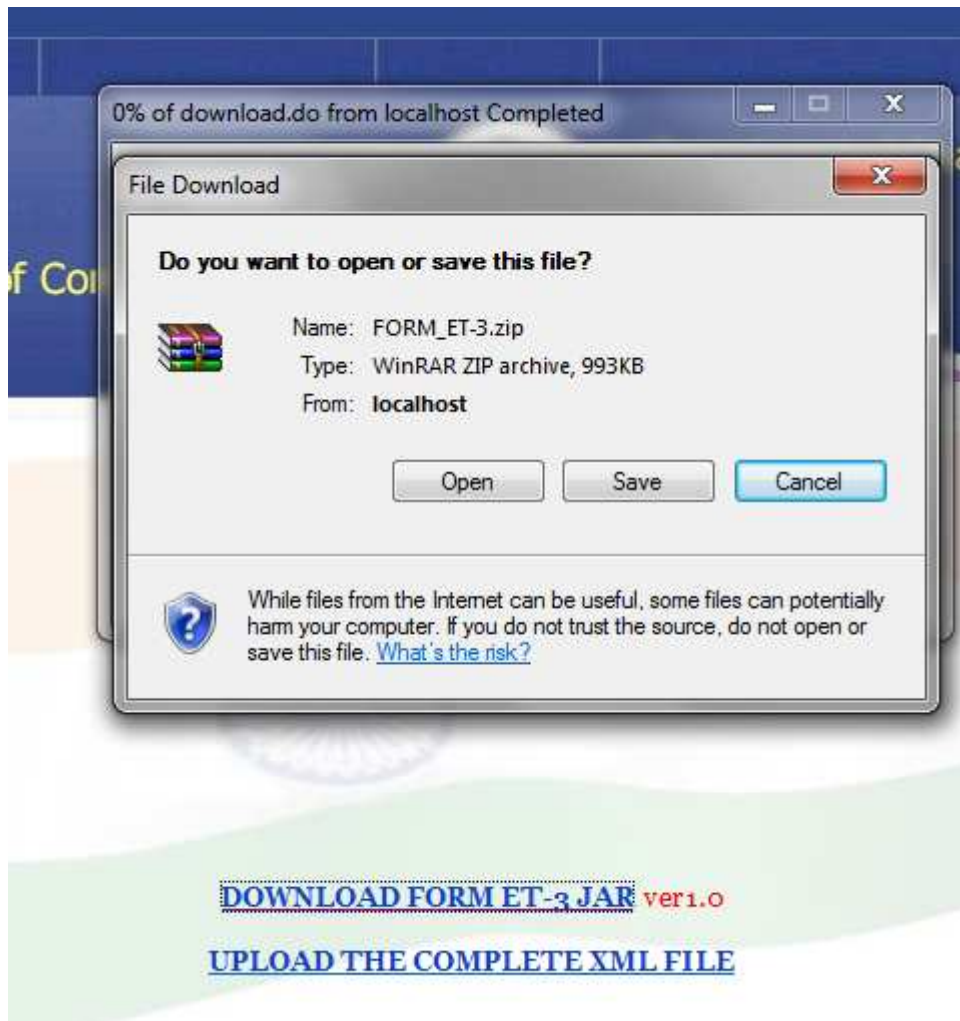 0% of download.do from localhost Completed
File Download
Do you want to open or save this file?
of Co
Name: FORM_ET-3.zip
Type: WinRAR ZIP archive, 993KB
From: localhost
Open Save Cancel
While files from the Internet can be useful, some files can potentially
harm your computer. If you do not trust the source, do not open or
save this file. What's the risk?
DOWNLOAD FORM ET-3 JAR ver1.0
UPLOAD THE COMPLETE XML FILE